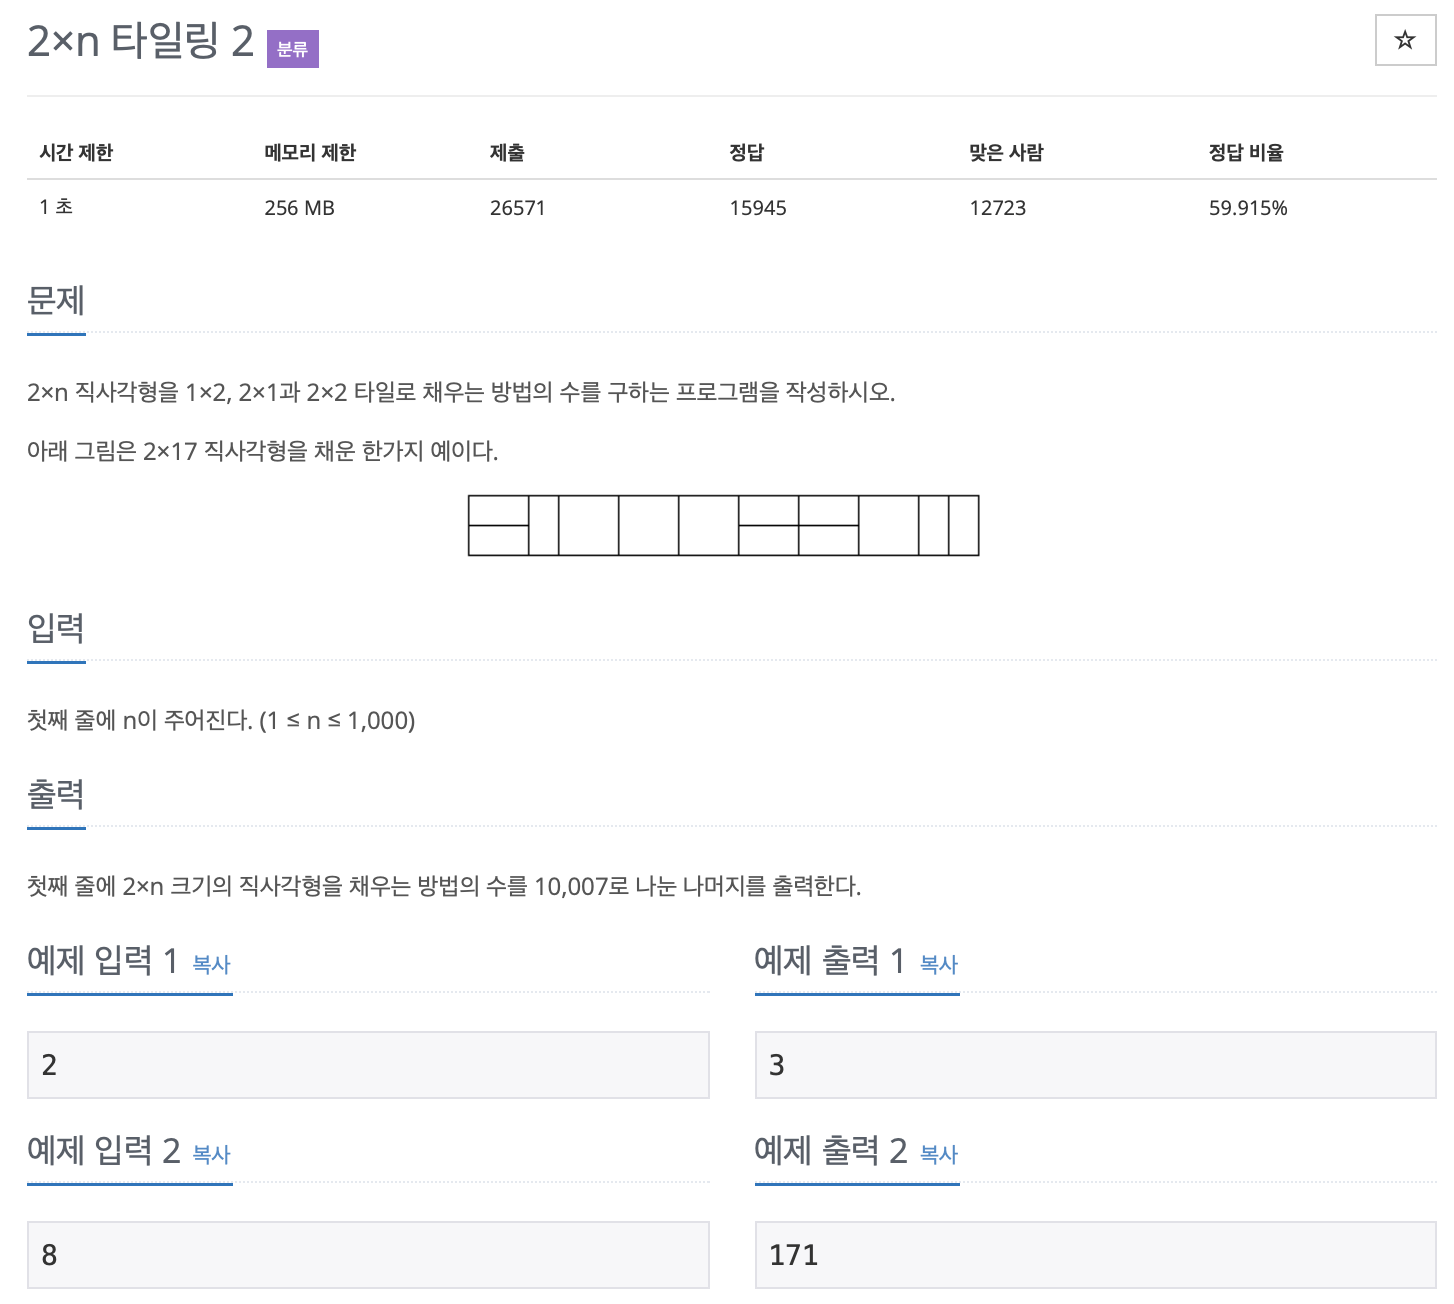 2×n 타일링 2 분류
☆
시간 제한 메모리 제한 제출 정답 맞은 사람 정답 비율
1 초 256 MB 26571 15945 12723 59.915%
문제
2×n 직사각형을 1×2, 2×1과 2×2 타일로 채우는 방법의 수를 구하는 프로그램을 작성하시오.
아래 그림은 2×17 직사각형을 채운 한가지 예이다.
입력
첫째 줄에 n이 주어진다. (1 ≤ n ≤ 1,000)
출력
첫째 줄에 2×n 크기의 직사각형을 채우는 방법의 수를 10,007로 나눈 나머지를 출력한다.
예제 입력 1 복사 예제 출력 1 복사
2 3
예제 입력 2 복사 예제 출력 2 복사
8 171